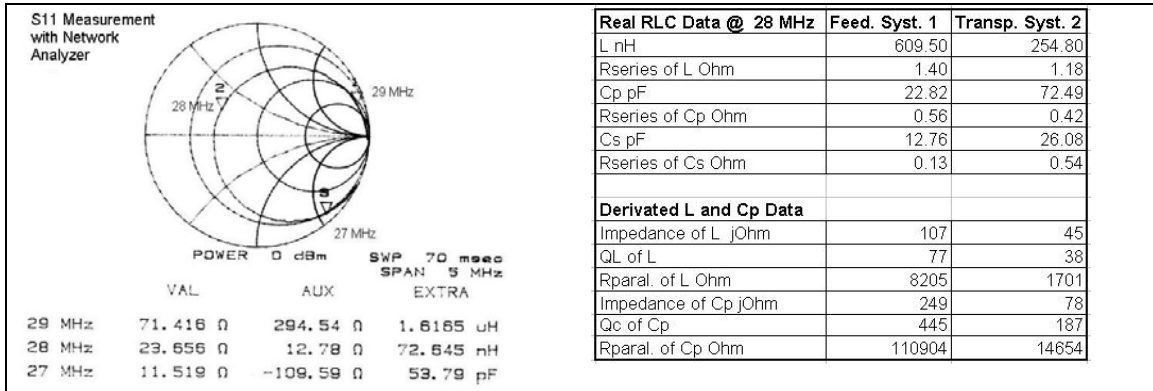 S11 Measurement
with Network
Analyzer
2
28 MHz
1
29 MHz
3
27 MHz
POWER 0 dBm SWP 70 msec
SPAN 5 MHz
VAL AUX EXTRA
29 MHz 71.416 Ω 294.54 Ω 1.6165 uH
28 MHz 23.656 Ω 12.78 Ω 72.645 nH
27 MHz 11.519 Ω -109.59 Ω 53.79 pF
Real RLC Data @ 28 MHz Feed. Syst. 1 Transp. Syst. 2
L nH 609.50 254.80
Rseries of L Ohm 1.40 1.18
Cp pF 22.82 72.49
Rseries of Cp Ohm 0.56 0.42
Cs pF 12.76 26.08
Rseries of Cs Ohm 0.13 0.54
Derivated L and Cp Data
Impedance of L jOhm 107 45
QL of L 77 38
Rparal. of L Ohm 8205 1701
Impedance of Cp jOhm 249 78
Qc of Cp 445 187
Rparal. of Cp Ohm 110904 14654